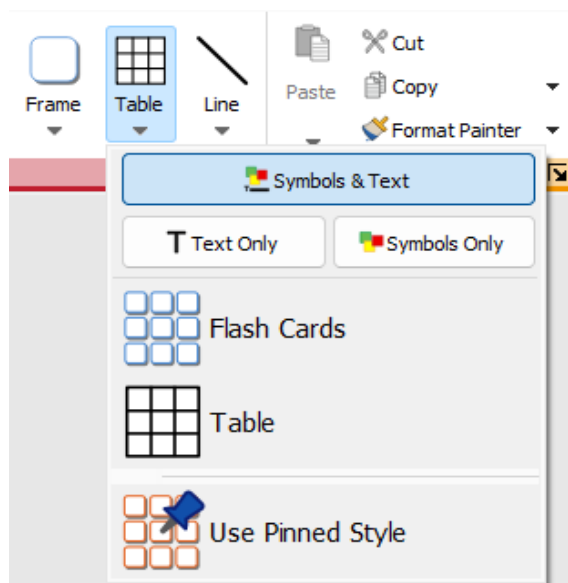 Frame
Table
Line
Paste
Cut
Copy
Format Painter
Symbols & Text
T Text Only
Symbols Only
Flash Cards
Table
Use Pinned Style